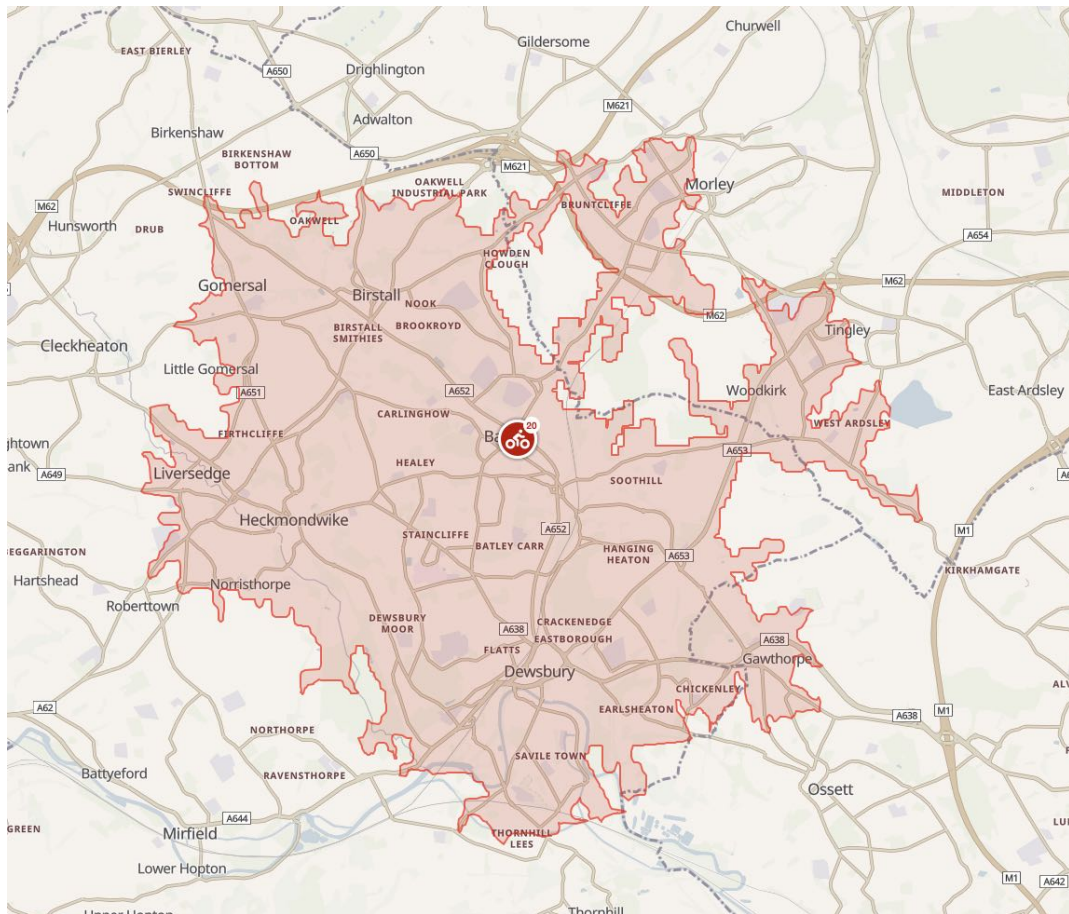 Churwell
Gildersome
EAST BIERLEY
A650
Drighlington
M621
Adwalton
Birkenshaw
BIRKENSHAW
BOTTOM
A650
M621
OAKWELL
INDUSTRIAL PARK
Morley
SWINCLIFFE
MIDDLETON
M62
BRUNTCLIFFE
OAKWELL
Hunsworth
DRUB
A654
HOWDEN
CLOUGH
Gomersal
M62
Birstall
NOOK
M62
BIRSTALL
SMITHIES
BROOKROYD
Tingley
Cleckheaton
Little Gomersal
A652
Woodkirk
East Ardsley
A651
CARLINGHOW
20
WEST ARDSLEY
FIRTHCLIFFE
Ba
A653
HEALEY
A649
Liversedge
SOOTHILL
Heckmondwike
A652
STAINCLIFFE
BATLEY CARR
HANGING
HEATON
A653
M1
KIRKHAMGATE
Hartshead
Norristhorpe
Roberttown
DEWSBURY
MOOR
CRACKENEDGE
A638
EASTBOROUGH
A638
FLATTS
Gawthorpe
Dewsbury
CHICKENLEY
A62
EARLSHEATON
M1
A638
NORTHORPE
SAVILE TOWN
Battyeford
RAVENSTHORPE
Ossett
A644
Mirfield
GREEN
THORNHILL
LEES
Lower Hopton
M1
A642
Thornhill
Upper Hopton